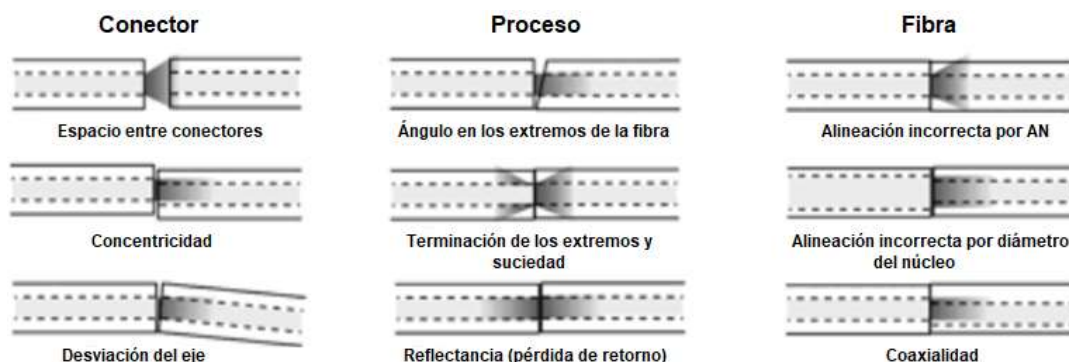 Conector
Proceso
Fibra
Espacio entre conectores
Ángulo en los extremos de la fibra
Alineación incorrecta por AN
Concentricidad
Terminación de los extremos y
suciedad
Alineación incorrecta por diámetro
del núcleo
Desviación del eje
Reflectancia (pérdida de retorno)
Coaxialidad